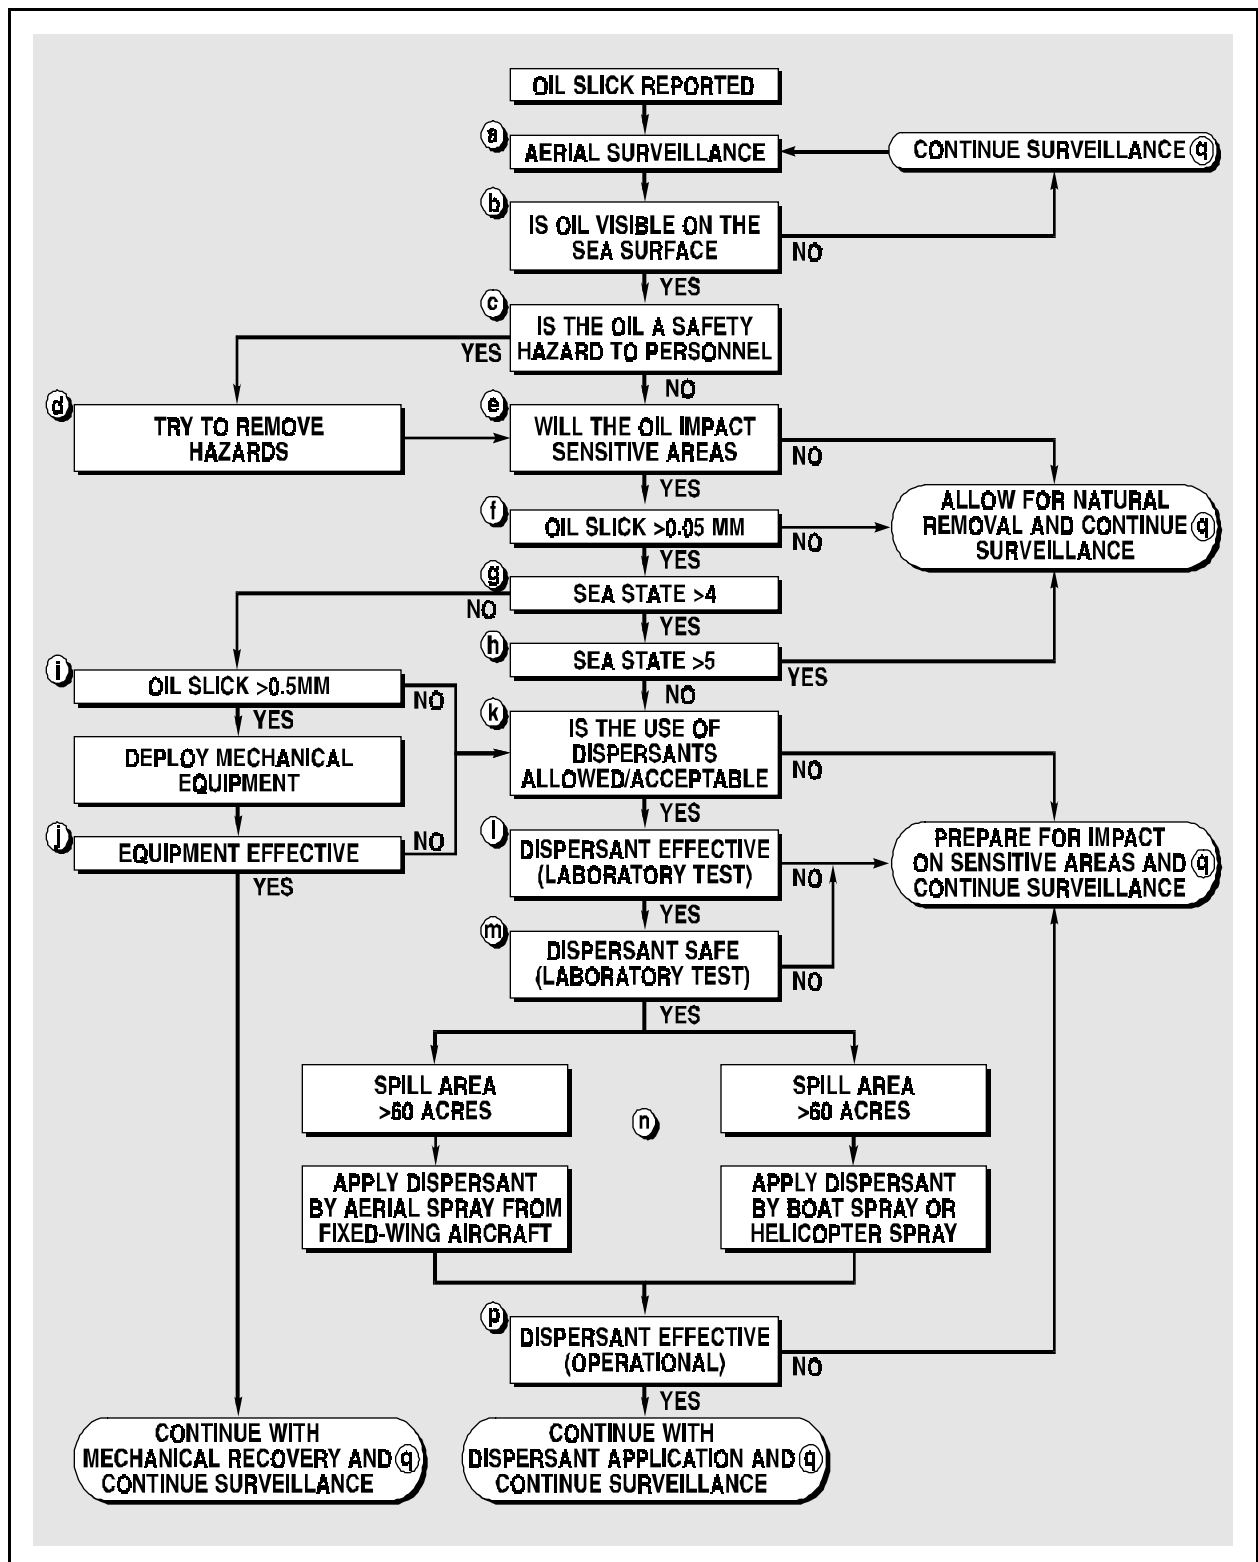 OIL SLICK REPORTED
a
AERIAL SURVEILLANCE
CONTINUE SURVEILLANCE q
b
IS OIL VISIBLE ON THE
SEA SURFACE
NO
YES
c
IS THE OIL A SAFETY
HAZARD TO PERSONNEL
YES
NO
d
TRY TO REMOVE
HAZARDS
e
WILL THE OIL IMPACT
SENSITIVE AREAS
NO
YES
ALLOW FOR NATURAL
REMOVAL AND CONTINUE q
SURVEILLANCE
f
OIL SLICK >0.05 MM
NO
YES
g
SEA STATE >4
NO
YES
h
SEA STATE >5
YES
NO
i
OIL SLICK >0.5MM
NO
YES
DEPLOY MECHANICAL
EQUIPMENT
j
EQUIPMENT EFFECTIVE
NO
YES
k
IS THE USE OF
DISPERSANTS
ALLOWED/ACCEPTABLE
NO
YES
l
DISPERSANT EFFECTIVE
(LABORATORY TEST)
NO
YES
PREPARE FOR IMPACT
ON SENSITIVE AREAS AND q
CONTINUE SURVEILLANCE
m
DISPERSANT SAFE
(LABORATORY TEST)
NO
YES
SPILL AREA
>60 ACRES
n
SPILL AREA
>60 ACRES
APPLY DISPERSANT
BY AERIAL SPRAY FROM
FIXED-WING AIRCRAFT
APPLY DISPERSANT
BY BOAT SPRAY OR
HELICOPTER SPRAY
p
DISPERSANT EFFECTIVE
(OPERATIONAL)
NO
YES
CONTINUE WITH
MECHANICAL RECOVERY AND q
CONTINUE SURVEILLANCE
CONTINUE WITH
DISPERSANT APPLICATION AND q
CONTINUE SURVEILLANCE